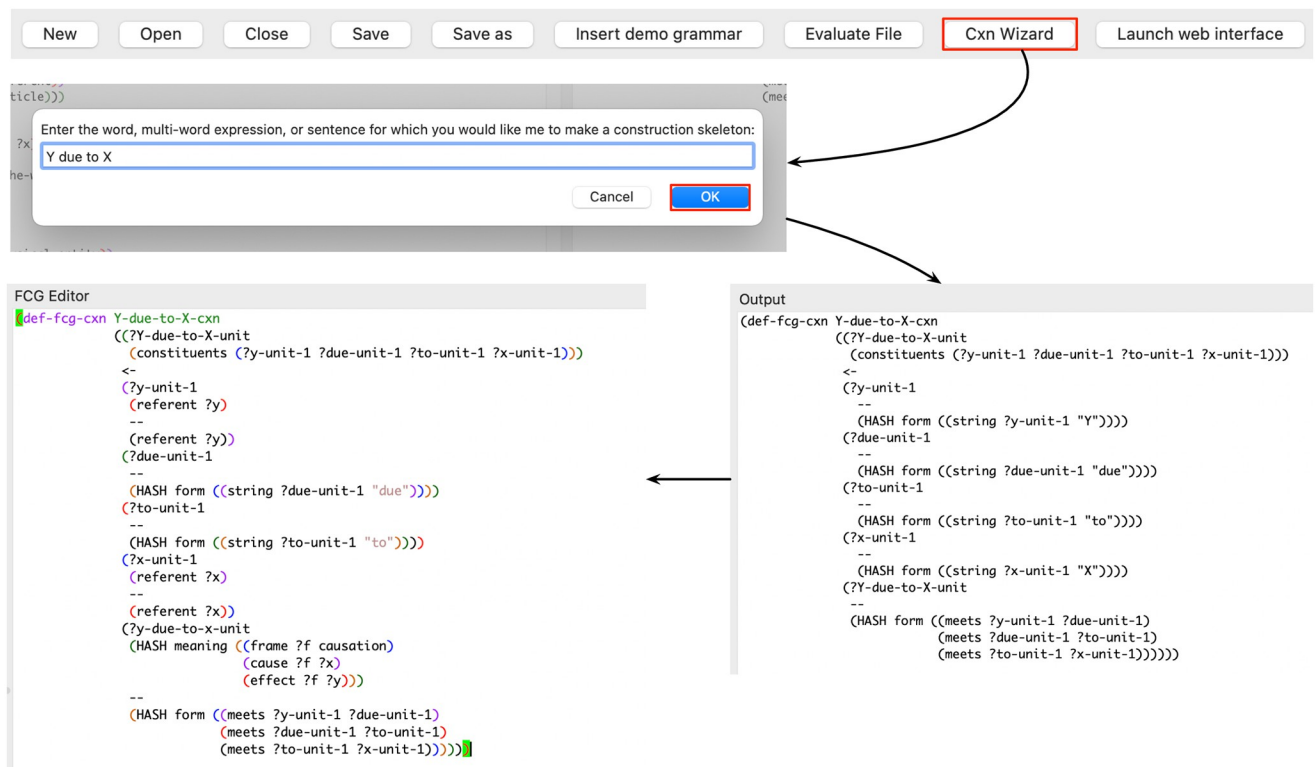 New Open Close Save Save as Insert demo grammar Evaluate File Cxn Wizard Launch web interface
ticle)))
(mee
Enter the word, multi-word expression, or sentence for which you would like me to make a construction skeleton:
?x
Y due to X
he-
Cancel OK
FCG Editor
(def-fcg-cxn Y-due-to-X-cxn
((?Y-due-to-X-unit
(constituents (?y-unit-1 ?due-unit-1 ?to-unit-1 ?x-unit-1)))
<-
(?y-unit-1
(referent ?y)
--
(referent ?y))
(?due-unit-1
--
(HASH form ((string ?due-unit-1 "due"))))
(?to-unit-1
--
(HASH form ((string ?to-unit-1 "to"))))
(?x-unit-1
(referent ?x)
--
(referent ?x))
(?y-due-to-x-unit
(HASH meaning ((frame ?f causation)
(cause ?f ?x)
(effect ?f ?y)))
--
(HASH form ((meets ?y-unit-1 ?due-unit-1)
(meets ?due-unit-1 ?to-unit-1)
(meets ?to-unit-1 ?x-unit-1))))))
Output
(def-fcg-cxn Y-due-to-X-cxn
((?Y-due-to-X-unit
(constituents (?y-unit-1 ?due-unit-1 ?to-unit-1 ?x-unit-1)))
<-
(?y-unit-1
--
(HASH form ((string ?y-unit-1 "Y"))))
(?due-unit-1
--
(HASH form ((string ?due-unit-1 "due"))))
(?to-unit-1
--
(HASH form ((string ?to-unit-1 "to"))))
(?x-unit-1
--
(HASH form ((string ?x-unit-1 "X"))))
(?Y-due-to-X-unit
--
(HASH form ((meets ?y-unit-1 ?due-unit-1)
(meets ?due-unit-1 ?to-unit-1)
(meets ?to-unit-1 ?x-unit-1))))))